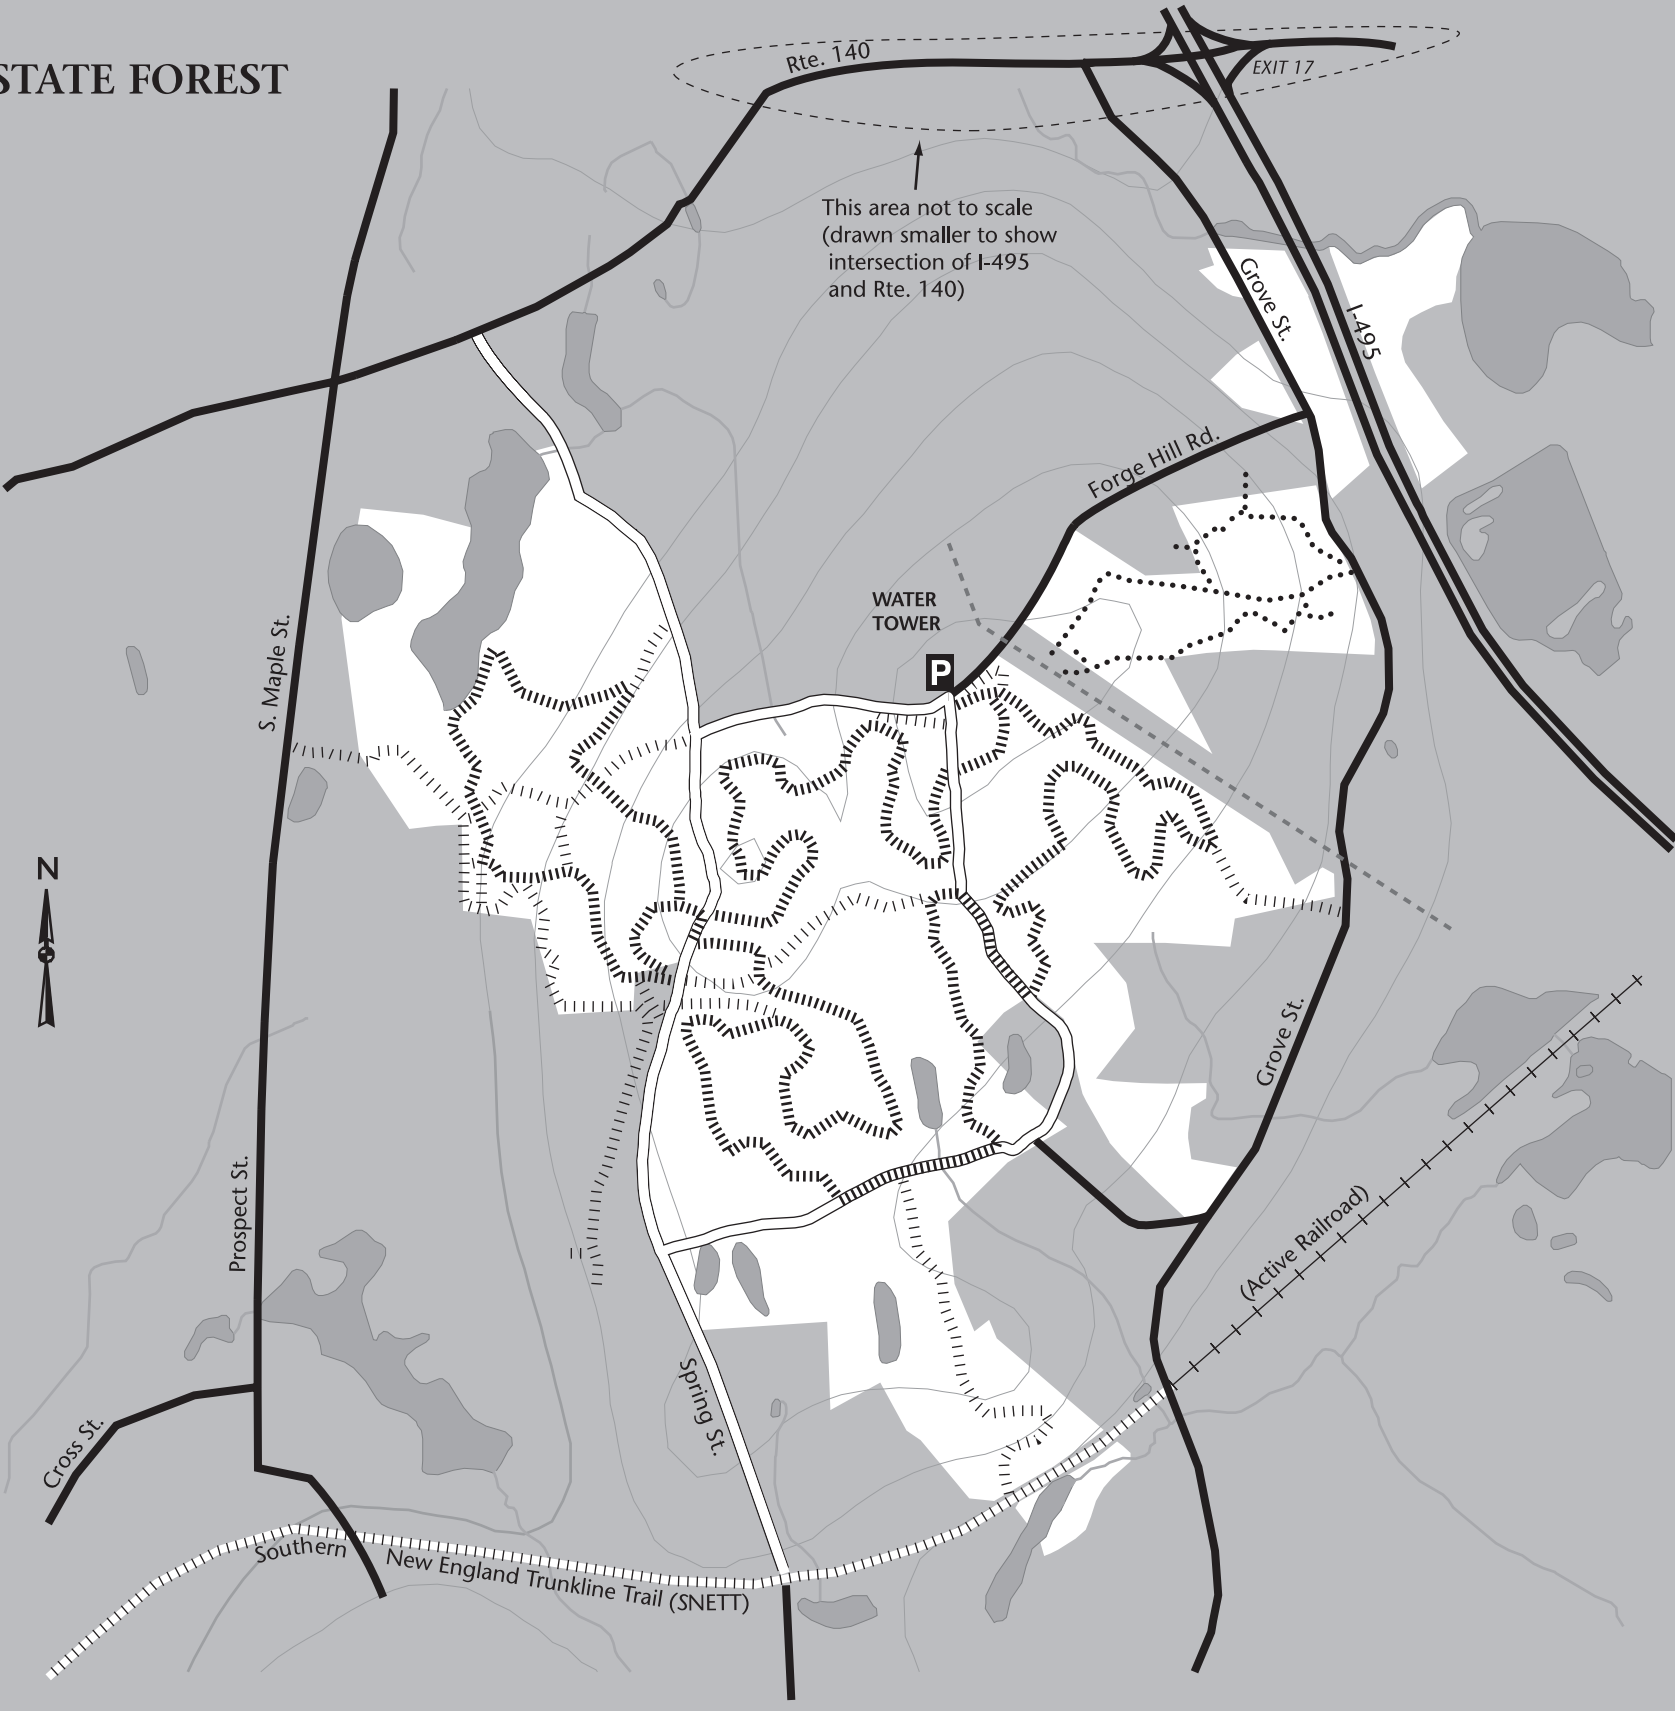 STATE FOREST
Rte. 140
EXIT 17
This area not to scale
(drawn smaller to show
intersection of I-495
and Rte. 140)
Grove St.
I-495
Forge Hill Rd.
WATER
TOWER
P
S. Maple St.
N
Grove St.
Prospect St.
(Active Railroad)
Spring St.
Cross St.
Southern New England Trunkline Trail (SNETT)